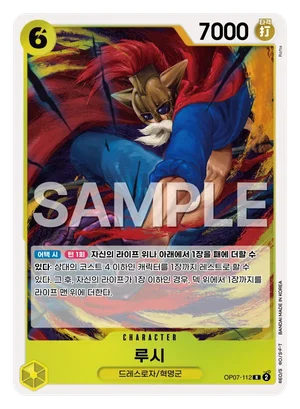 6
7000
타격
打
SAMPLE
어택 시 턴 1회 자신의 라이프 위나 아래에서 1장을 패에 더할 수
있다: 상대의 코스트 4 이하인 캐릭터를 1장까지 레스트로 할 수
있다. 그 후, 자신의 라이프가 1장 이하인 경우, 덱 위에서 1장까지를
라이프 맨 위에 더한다.
CHARACTER
루시
드레스로자/혁명군
OP07-112 R 2